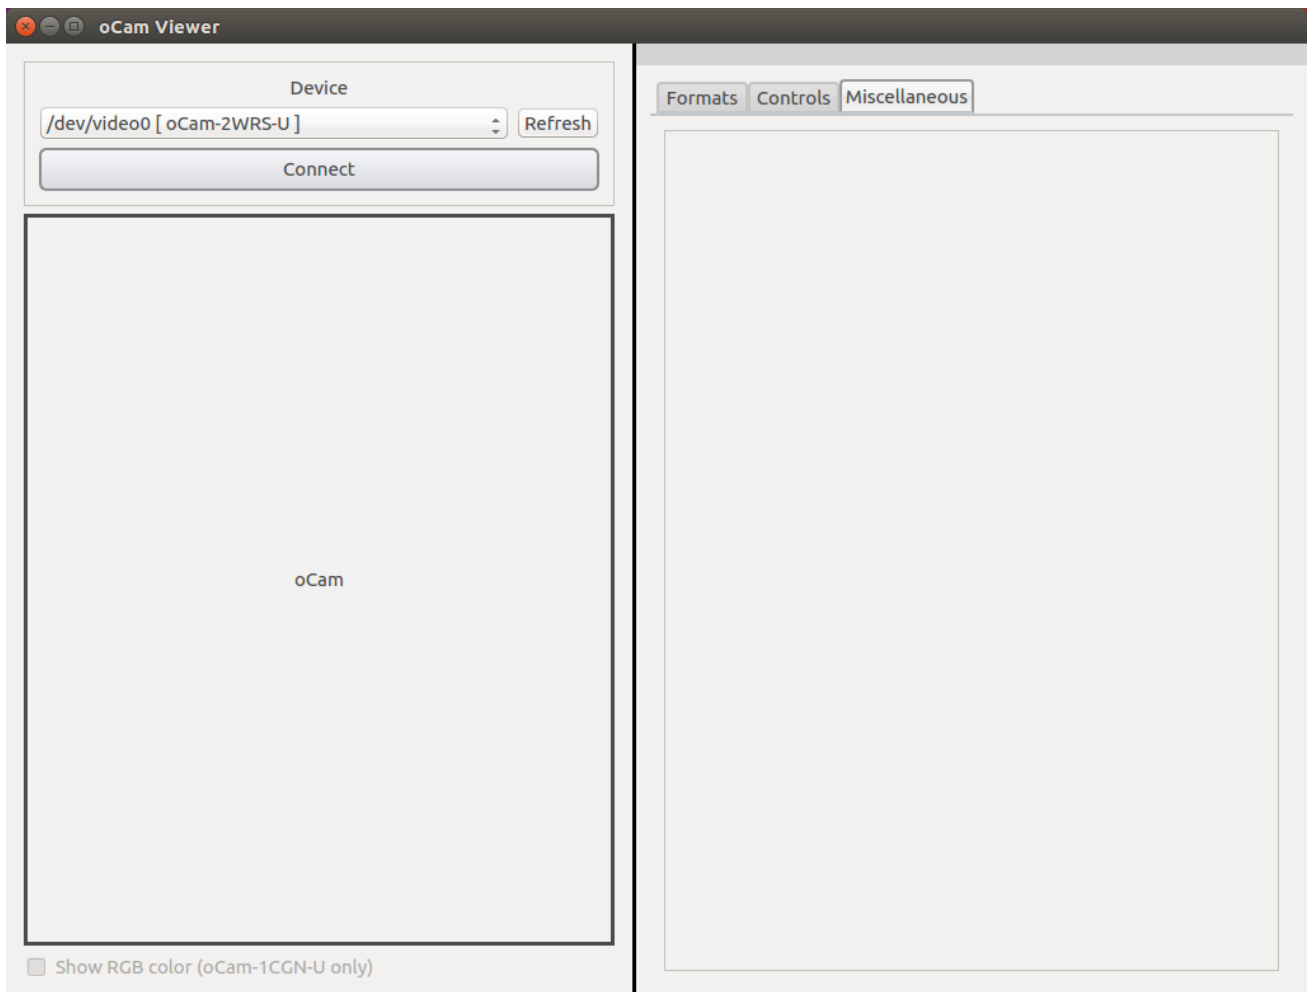 oCam Viewer
Device
/dev/video0 [ oCam-2WRS-U ]
Refresh
Connect
oCam
Show RGB color (oCam-1CGN-U only)
Formats
Controls
Miscellaneous